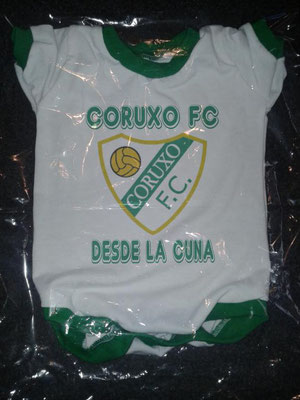 CORUXO FC
CORUXO
F.C.
DESDE LA CUNA